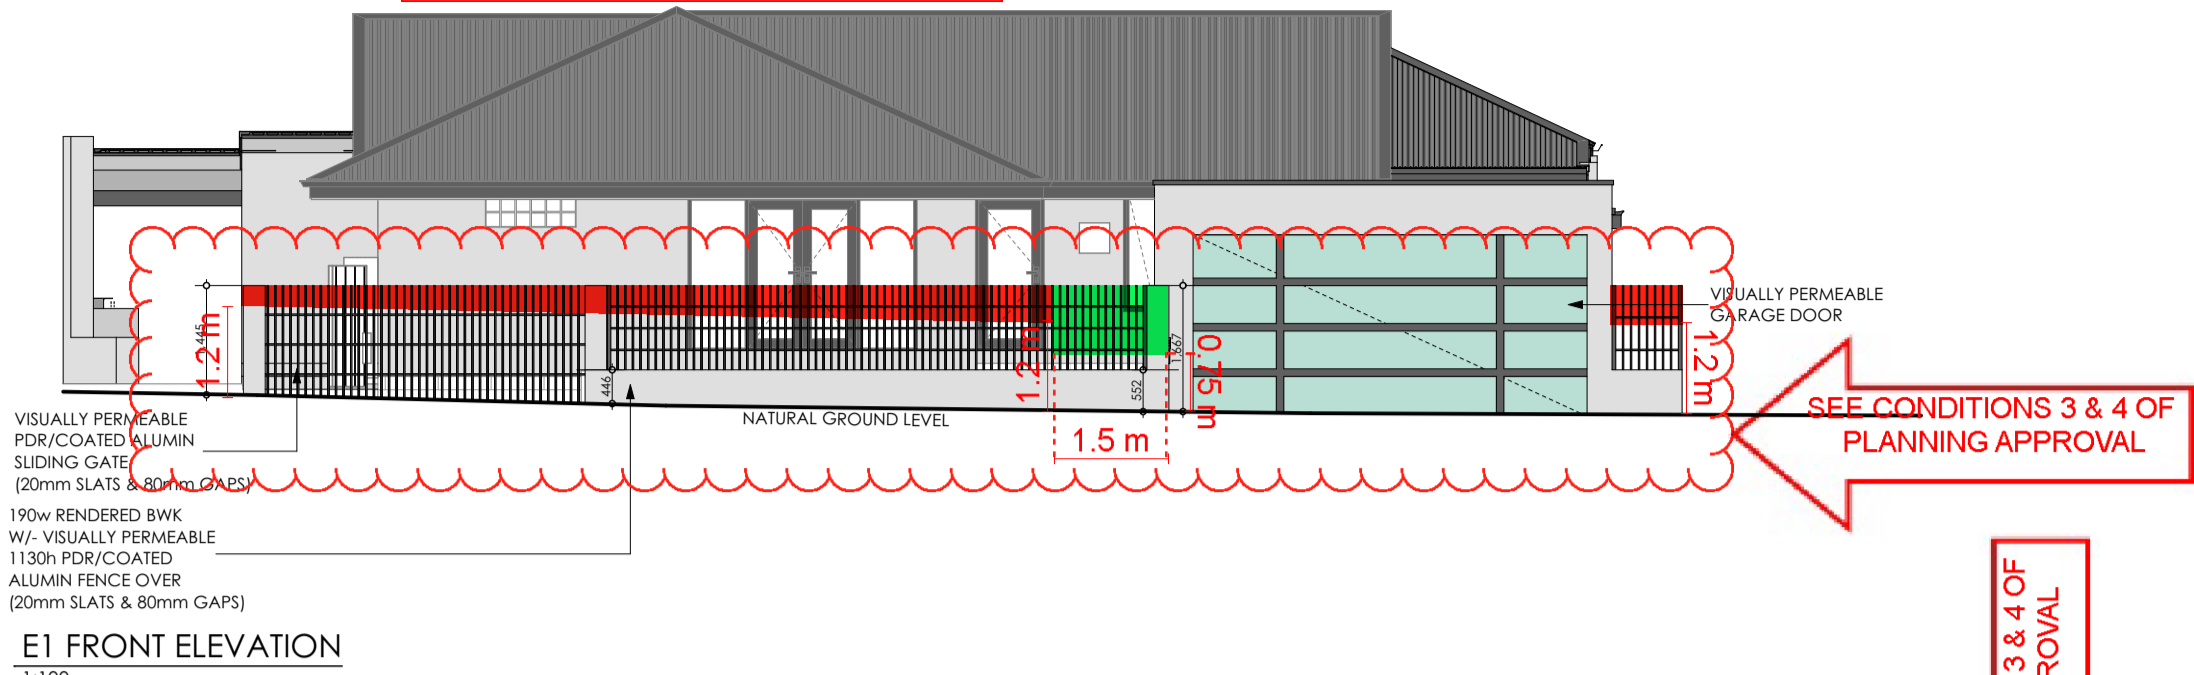 VISUALLY PERMEABLE
GARAGE DOOR
1.2 m
446
1.2 m
552
1.667
0.75 m
1.2 m
NATURAL GROUND LEVEL
1.5 m
SEE CONDITIONS 3 & 4 OF
PLANNING APPROVAL
VISUALLY PERMEABLE
PDR/COATED ALUMIN
SLIDING GATE
(20mm SLATS & 80mm GAPS)
190w RENDERED BWK
W/- VISUALLY PERMEABLE
1130h PDR/COATED
ALUMIN FENCE OVER
(20mm SLATS & 80mm GAPS)
3 & 4 OF
ROVAL
E1 FRONT ELEVATION